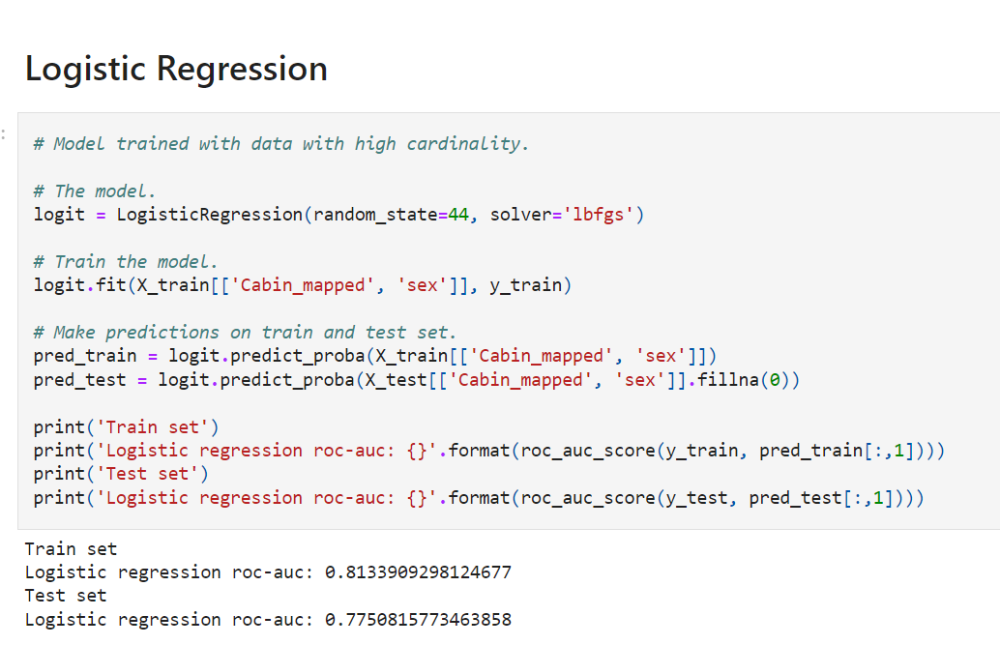 Logistic Regression
:
# Model trained with data with high cardinality.
# The model.
logit = LogisticRegression(random_state=44, solver='lbfgs')
# Train the model.
logit.fit(X_train[['Cabin_mapped', 'sex']], y_train)
# Make predictions on train and test set.
pred_train = logit.predict_proba(X_train[['Cabin_mapped', 'sex']])
pred_test = logit.predict_proba(X_test[['Cabin_mapped', 'sex']].fillna(0))
print('Train set')
print('Logistic regression roc-auc: {}'.format(roc_auc_score(y_train, pred_train[:,1])))
print('Test set')
print('Logistic regression roc-auc: {}'.format(roc_auc_score(y_test, pred_test[:,1])))
Train set
Logistic regression roc-auc: 0.8133909298124677
Test set
Logistic regression roc-auc: 0.7750815773463858